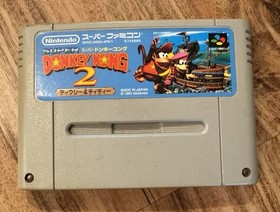 Nintendo スーパーファミコン
SUPER スーパードンキーコング
DONKEY KONG
2
ディクシー&ディディー
MADE IN JAPAN